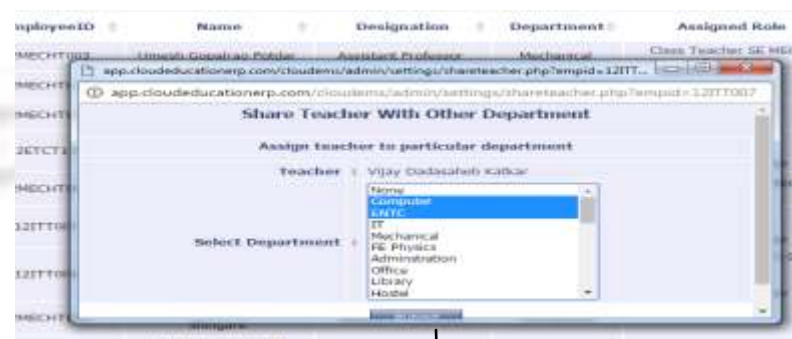 mployeeID Name Designation Department Assigned Role
MECHT003 Umesh Gopalrao Potdar Assistant Professor Mechanical Class Teacher SE ME
app.cloudeducationerp.com/cloudems/admin/settings/shareteacher.php?empid=12ITT...
app.cloudeducationerp.com/cloudems/admin/settings/shareteacher.php?empid=12ITT007
Share Teacher With Other Department
Assign teacher to particular department
Teacher : Vijay Dadasaheb Katkar
Select Department :
None
Computer
ENTC
IT
Mechanical
FE Physics
Adminstration
Office
Library
Hostel